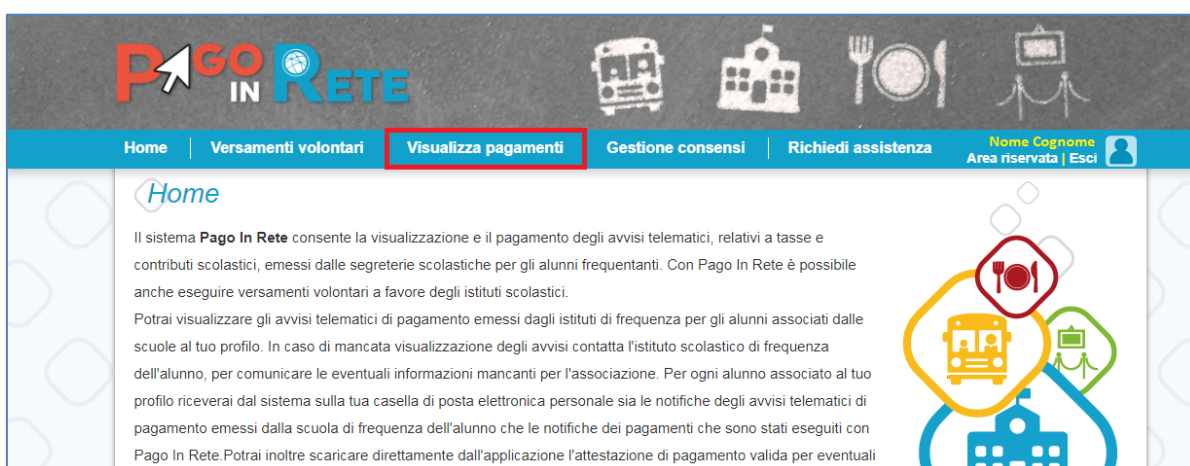 PAGO
IN RETE
Home Versamenti volontari Visualizza pagamenti Gestione consensi Richiedi assistenza Nome Cognome
Area riservata | Esci
Home
Il sistema Pago In Rete consente la visualizzazione e il pagamento degli avvisi telematici, relativi a tasse e
contributi scolastici, emessi dalle segreterie scolastiche per gli alunni frequentanti. Con Pago In Rete è possibile
anche eseguire versamenti volontari a favore degli istituti scolastici.
Potrai visualizzare gli avvisi telematici di pagamento emessi dagli istituti di frequenza per gli alunni associati dalle
scuole al tuo profilo. In caso di mancata visualizzazione degli avvisi contatta l'istituto scolastico di frequenza
dell'alunno, per comunicare le eventuali informazioni mancanti per l'associazione. Per ogni alunno associato al tuo
profilo riceverai dal sistema sulla tua casella di posta elettronica personale sia le notifiche degli avvisi telematici di
pagamento emessi dalla scuola di frequenza dell'alunno che le notifiche dei pagamenti che sono stati eseguiti con
Pago In Rete.Potrai inoltre scaricare direttamente dall'applicazione l'attestazione di pagamento valida per eventuali